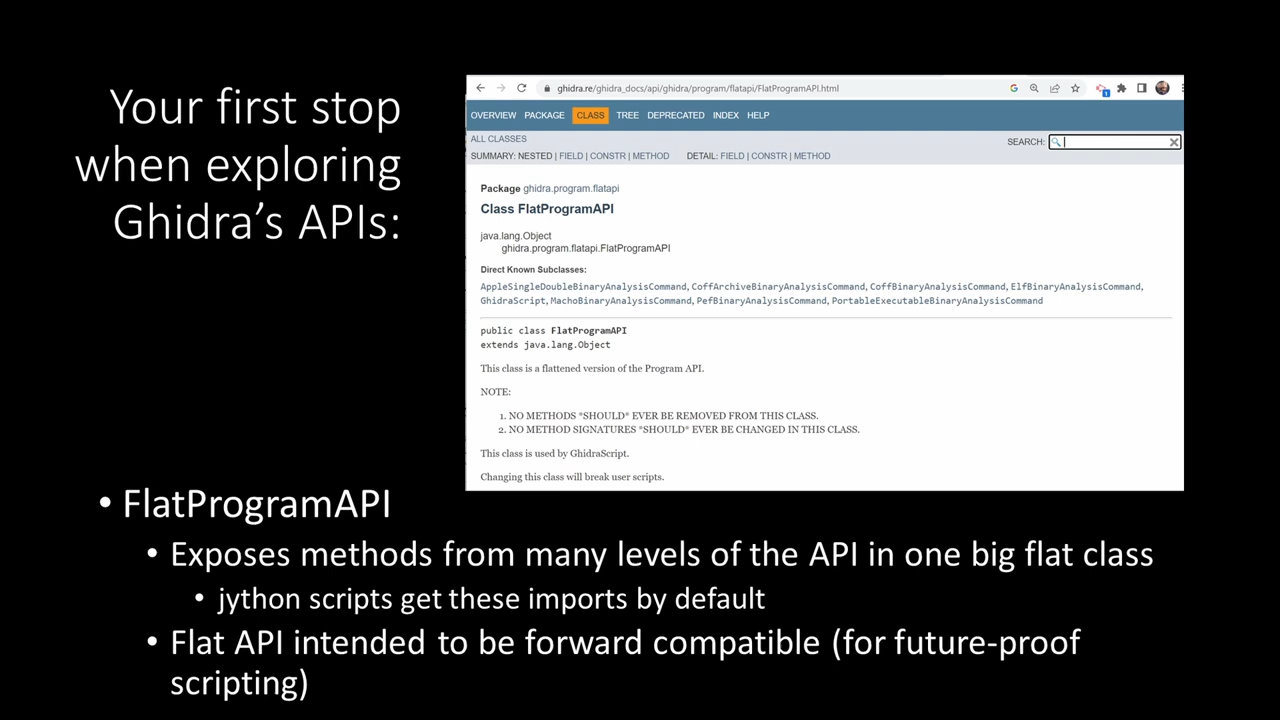 Your first stop
when exploring
Ghidra's APIs:
ghidra.re/ghidra_docs/api/ghidra/program/flatapi/FlatProgramAPI.html
OVERVIEW PACKAGE CLASS TREE DEPRECATED INDEX HELP
ALL CLASSES
SEARCH:
SUMMARY: NESTED | FIELD | CONSTR | METHOD DETAIL: FIELD | CONSTR | METHOD
Package ghidra.program.flatapi
Class FlatProgramAPI
java.lang.Object
ghidra.program.flatapi.FlatProgramAPI
Direct Known Subclasses:
AppleSingleDoubleBinaryAnalysisCommand, CoffArchiveBinaryAnalysisCommand, CoffBinaryAnalysisCommand, ElfBinaryAnalysisCommand,
GhidraScript, MachoBinaryAnalysisCommand, PefBinaryAnalysisCommand, PortableExecutableBinaryAnalysisCommand
public class FlatProgramAPI
extends java.lang.Object
This class is a flattened version of the Program API.
NOTE:
1. NO METHODS *SHOULD* EVER BE REMOVED FROM THIS CLASS.
2. NO METHOD SIGNATURES *SHOULD* EVER BE CHANGED IN THIS CLASS.
This class is used by GhidraScript.
Changing this class will break user scripts.
• FlatProgramAPI
• Exposes methods from many levels of the API in one big flat class
• jython scripts get these imports by default
• Flat API intended to be forward compatible (for future-proof
scripting)